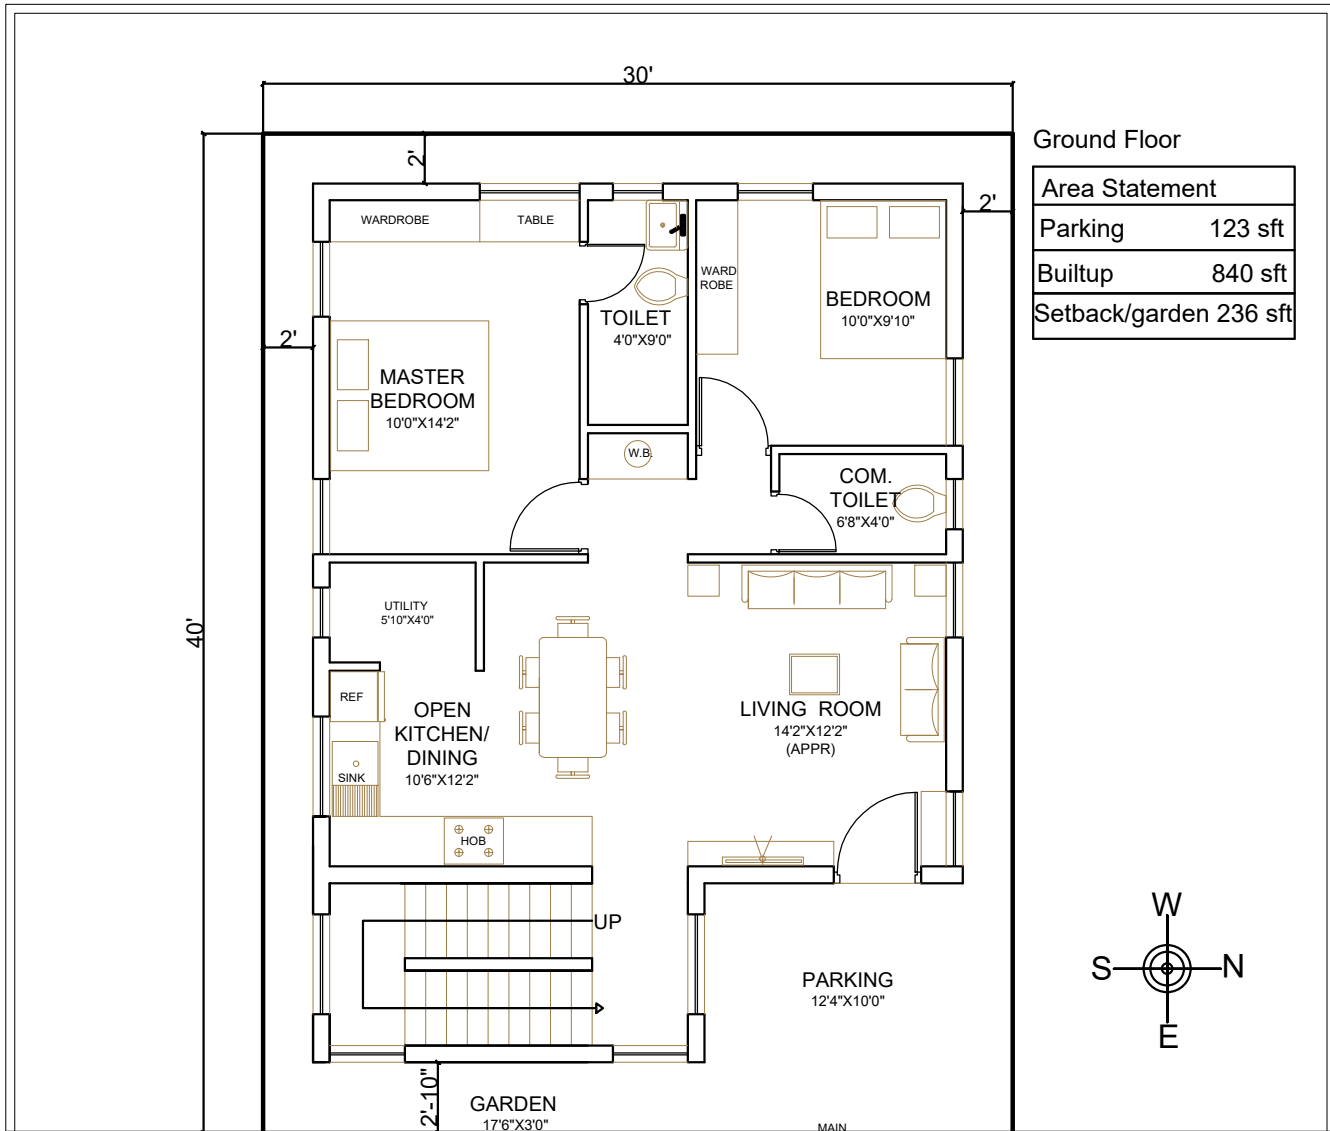 30'
2'
Ground Floor
Area Statement
Parking 123 sft
Builtup 840 sft
Setback/garden 236 sft
2'
WARDROBE
TABLE
WARD
ROBE
BEDROOM
10'0"X9'10"
TOILET
4'0"X9'0"
2'
MASTER
BEDROOM
10'0"X14'2"
W.B.
COM.
TOILET
6'8"X4'0"
UTILITY
5'10"X4'0"
40'
REF
OPEN
KITCHEN/
DINING
10'6"X12'2"
LIVING ROOM
14'2"X12'2"
(APPR)
SINK
HOB
UP
PARKING
12'4"X10'0"
W
S
N
E
2'-10"
GARDEN
17'6"X3'0"
MAIN